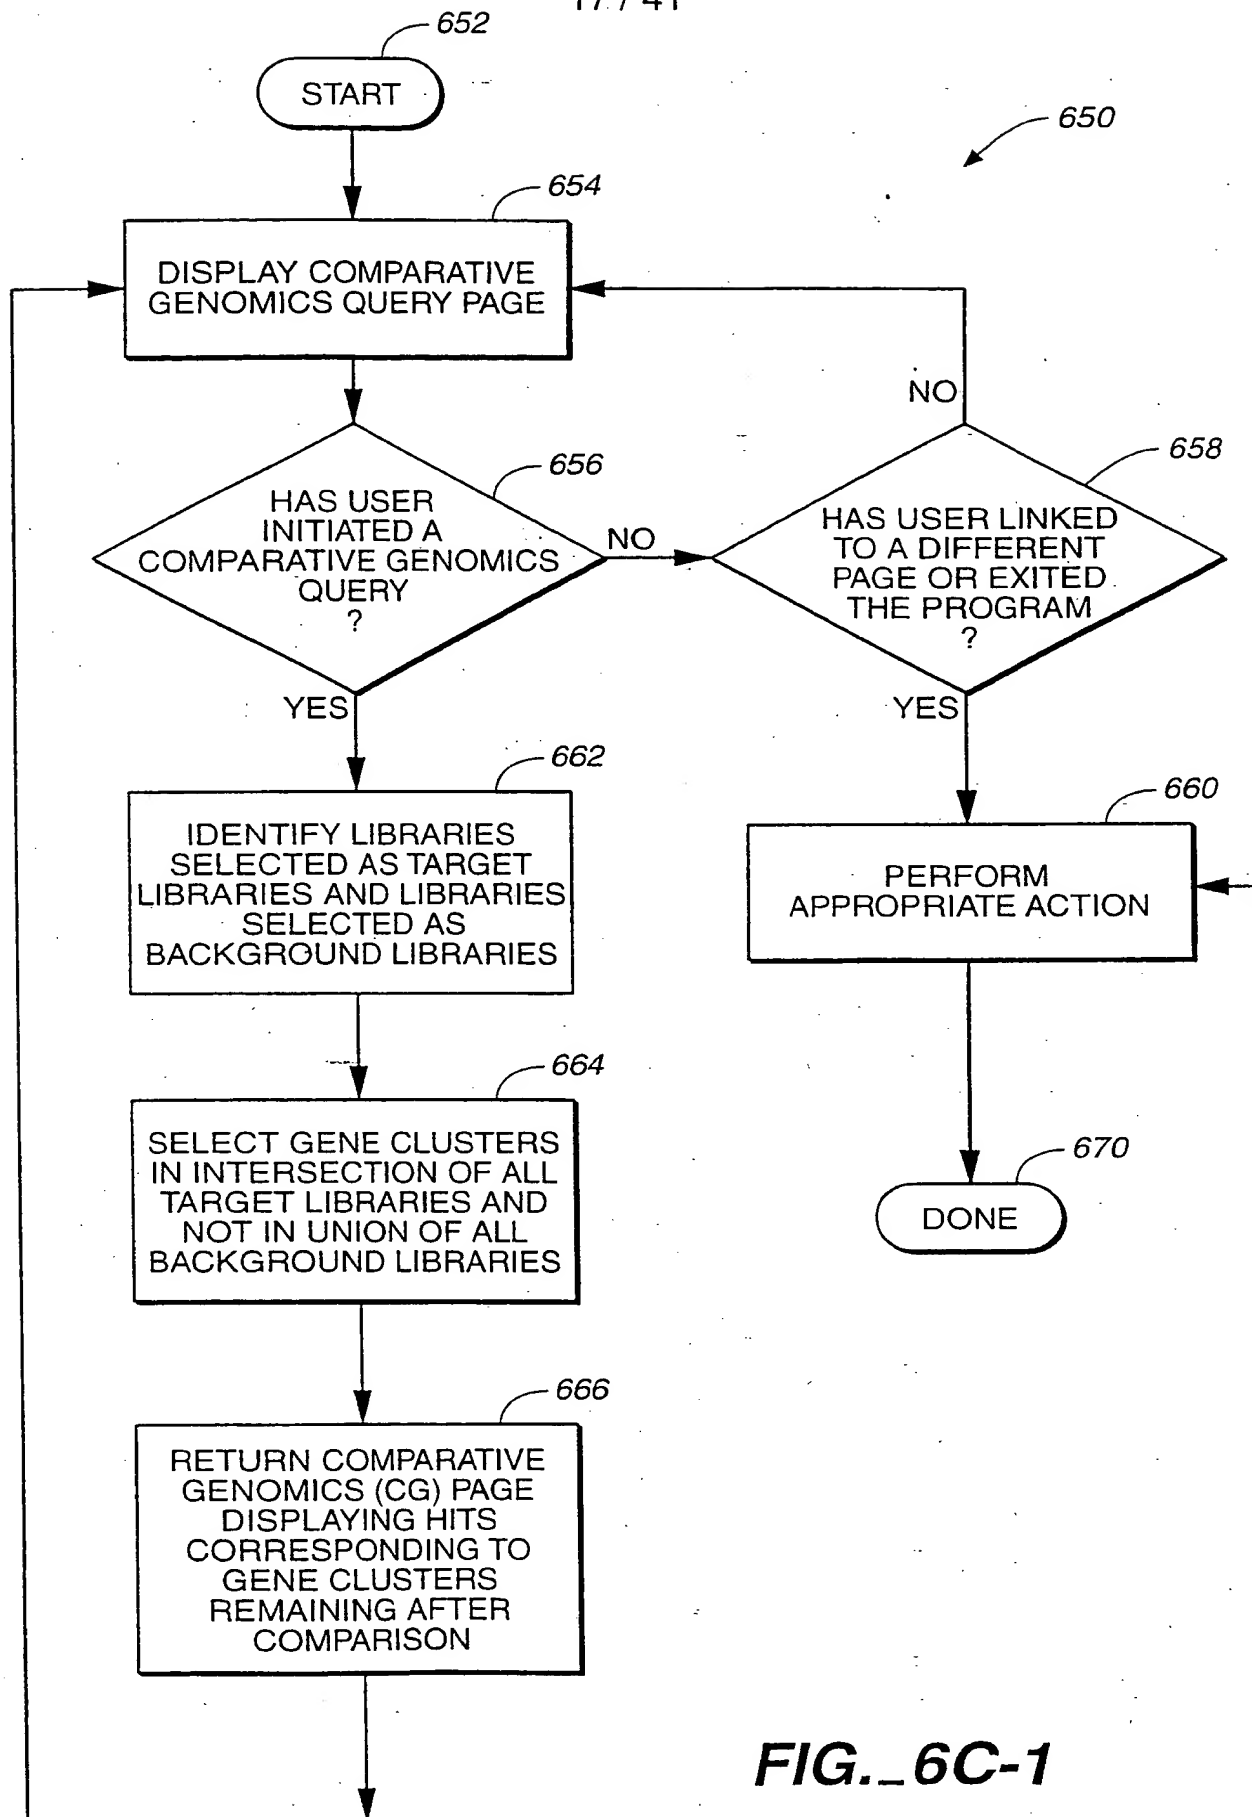 17 / 41
652
START
650
654
DISPLAY COMPARATIVE
GENOMICS QUERY PAGE
NO
656
HAS USER
INITIATED A
COMPARATIVE GENOMICS
QUERY
?
NO
658
HAS USER LINKED
TO A DIFFERENT
PAGE OR EXITED
THE PROGRAM
?
YES
YES
662
IDENTIFY LIBRARIES
SELECTED AS TARGET
LIBRARIES AND LIBRARIES
SELECTED AS
BACKGROUND LIBRARIES
660
PERFORM
APPROPRIATE ACTION
664
SELECT GENE CLUSTERS
IN INTERSECTION OF ALL
TARGET LIBRARIES AND
NOT IN UNION OF ALL
BACKGROUND LIBRARIES
670
DONE
666
RETURN COMPARATIVE
GENOMICS (CG) PAGE
DISPLAYING HITS
CORRESPONDING TO
GENE CLUSTERS
REMAINING AFTER
COMPARISON
FIG._6C-1